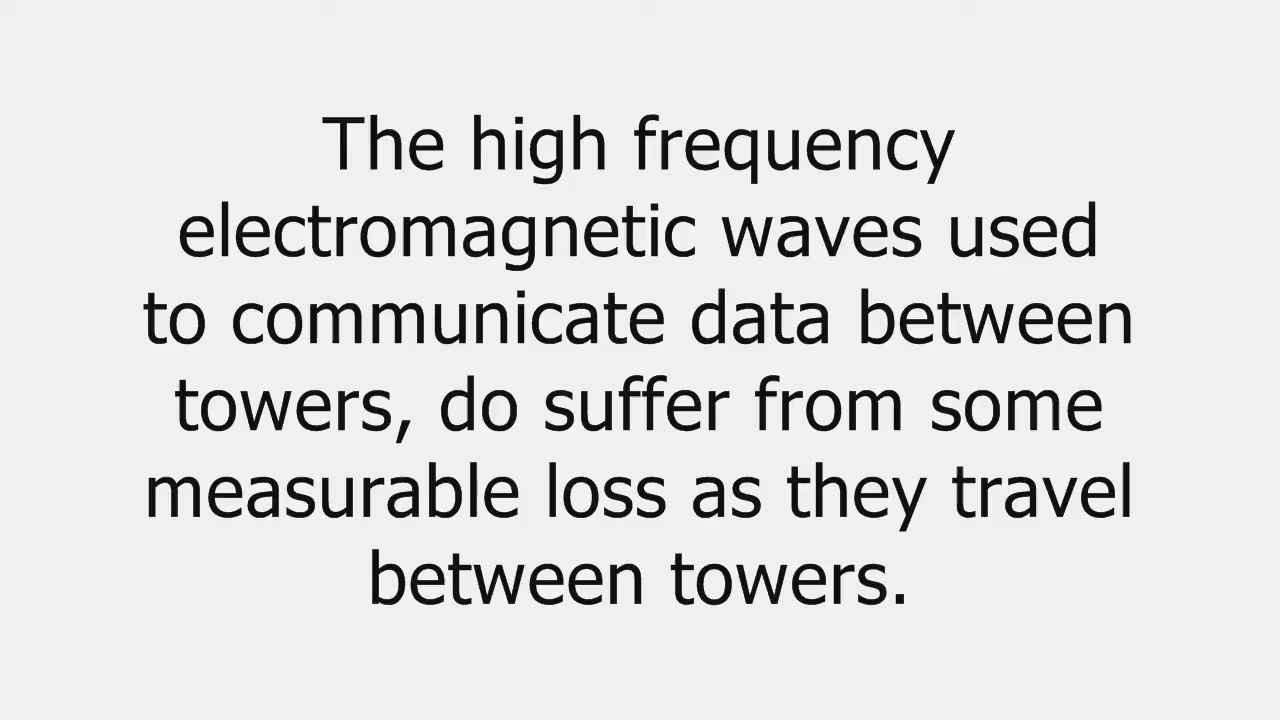 The high frequency
electromagnetic waves used
to communicate data between
towers, do suffer from some
measurable loss as they travel
between towers.